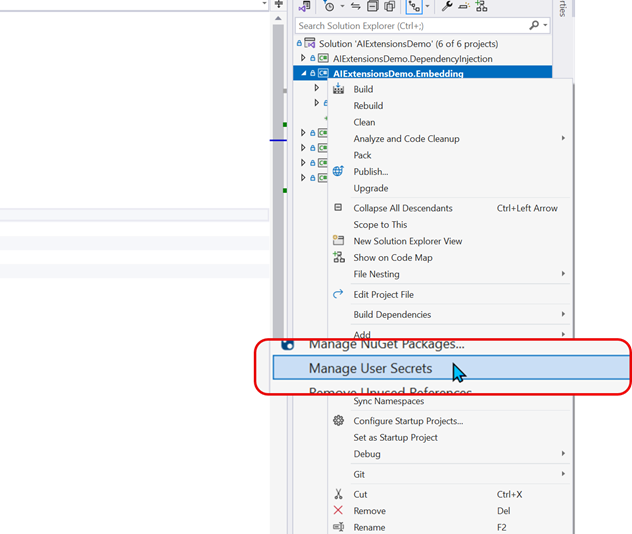 erties
Search Solution Explorer (Ctrl+;)
Solution 'AIExtensionsDemo' (6 of 6 projects)
AIExtensionsDemo.DependencyInjection
AIExtensionsDemo.Embedding
Build
Rebuild
Clean
Analyze and Code Cleanup
Pack
Publish...
Upgrade
Collapse All Descendants Ctrl+Left Arrow
Scope to This
New Solution Explorer View
Show on Code Map
File Nesting
Edit Project File
Build Dependencies
Add
Manage NuGet Packages...
Manage User Secrets
Remove Unused References
Sync Namespaces
Configure Startup Projects...
Set as Startup Project
Debug
Git
Cut Ctrl+X
Remove Del
Rename F2